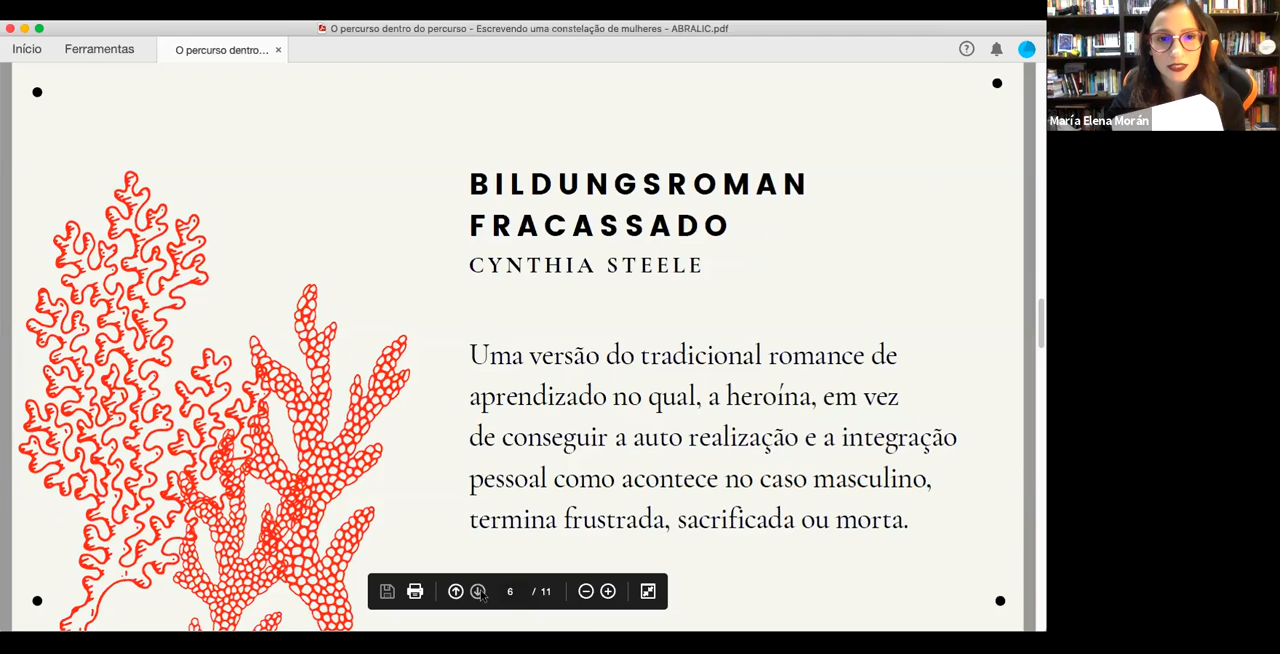 O percurso dentro do percurso - Escrevendo uma constelação de mulheres - ABRALIC.pdf
Início
Ferramentas
O percurso dentro...
María Elena Morán
BILDUNGSROMAN
FRACASSADO
CYNTHIA STEELE
Uma versão do tradicional romance de
aprendizado no qual, a heroína, em vez
de conseguir a auto realização e a integração
pessoal como acontece no caso masculino,
termina frustrada, sacrificada ou morta.
6 / 11